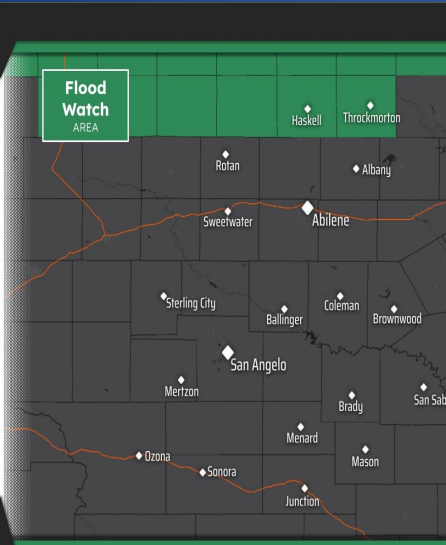 Flood
Watch
AREA
Haskell
Throckmorton
Rotan
Albany
Sweetwater
Abilene
Sterling City
Ballinger
Coleman
Brownwood
San Angelo
Mertzon
Brady
San Sab
Menard
Mason
Ozona
Sonora
Junction